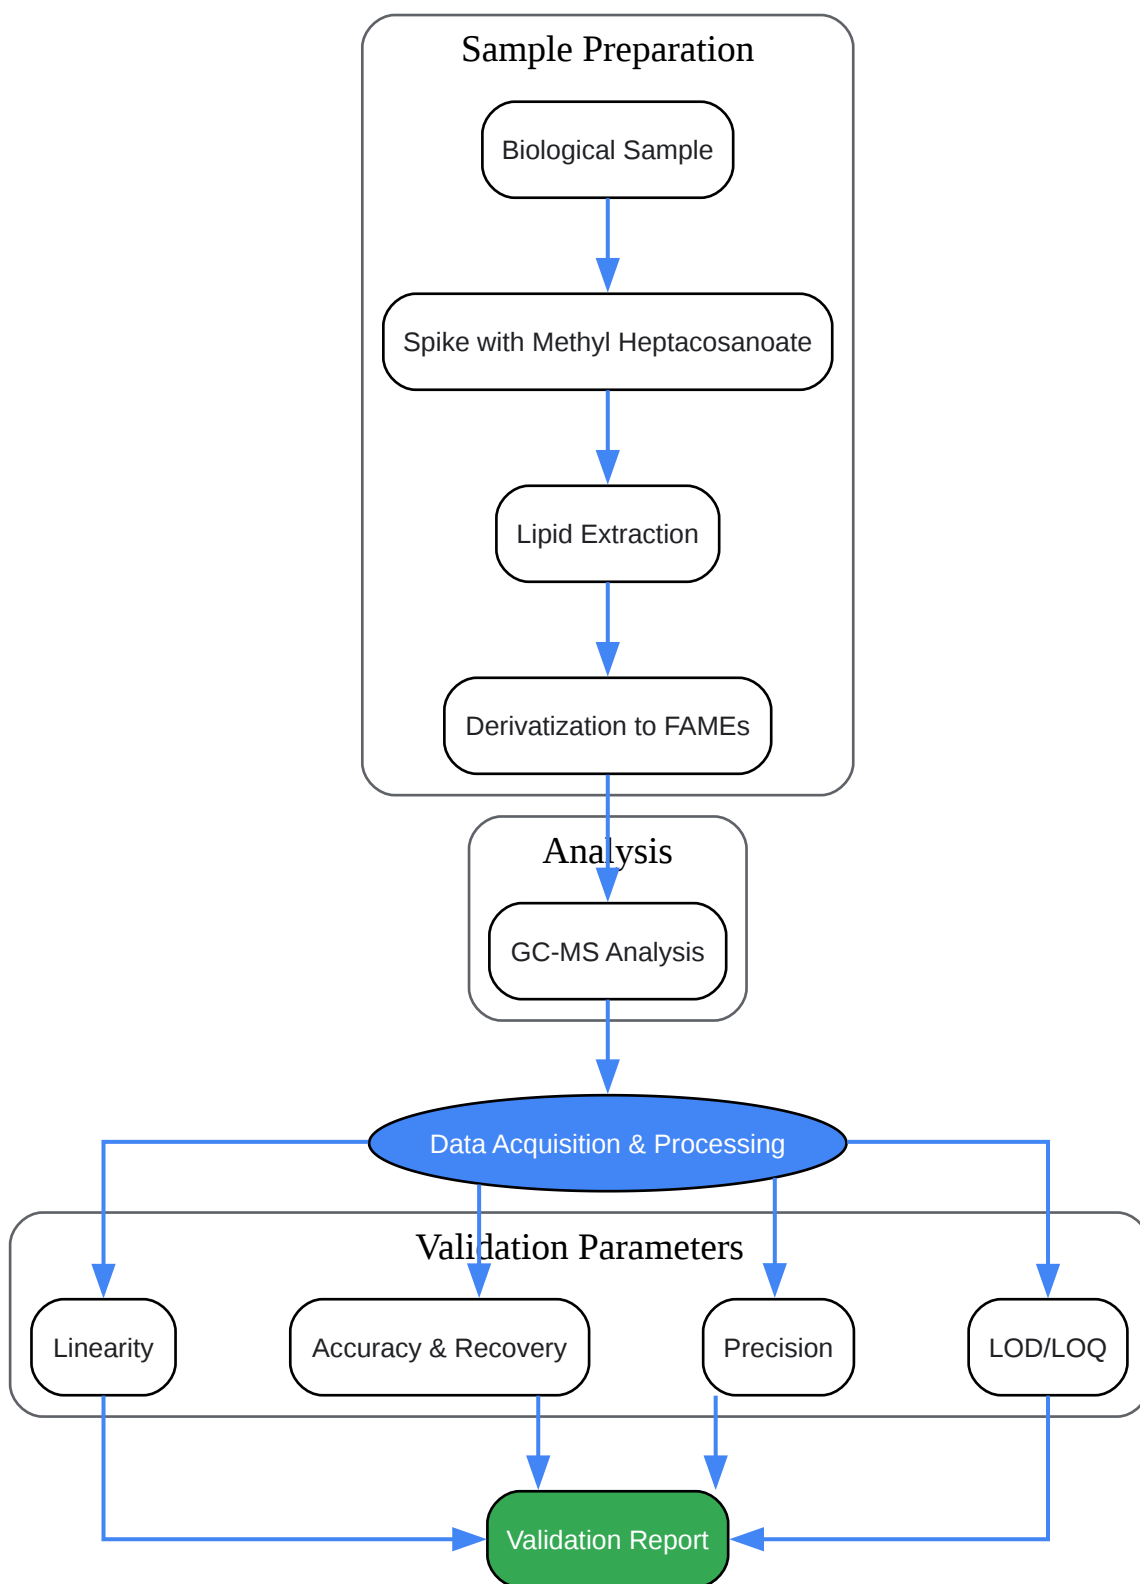 Sample Preparation
Biological Sample
Spike with Methyl Heptacosanoate
Lipid Extraction
Derivatization to FAMEs
Analysis
GC-MS Analysis
Data Acquisition & Processing
Validation Parameters
Linearity
Accuracy & Recovery
Precision
LOD/LOQ
Validation Report